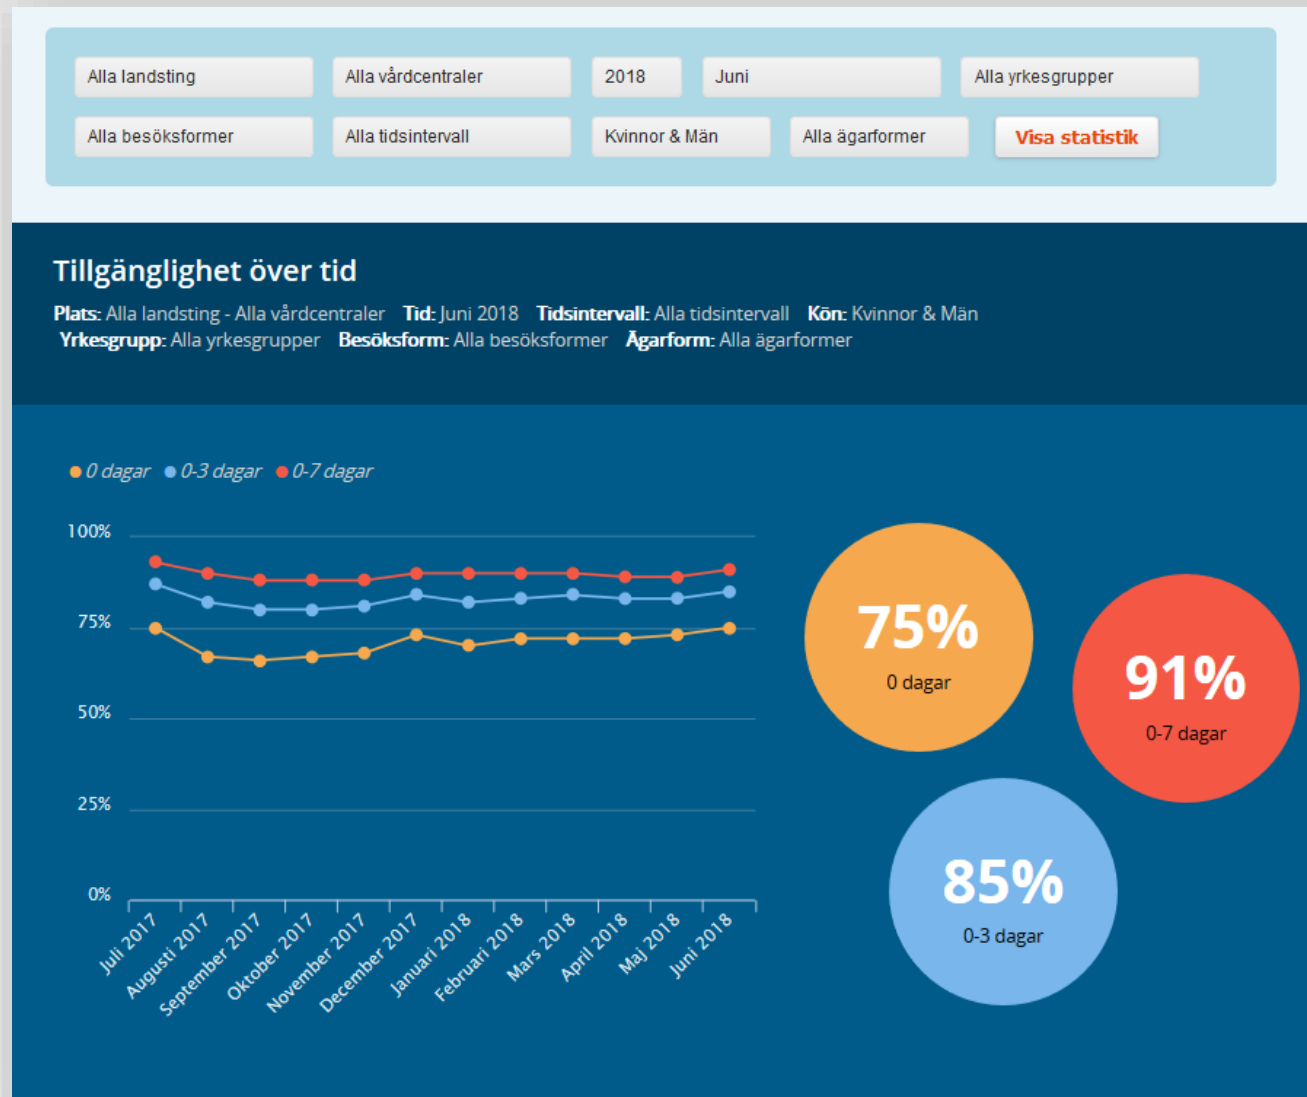 Alla landsting Alla vårdcentraler 2018 Juni Alla yrkesgrupper
Alla besöksformer Alla tidsintervall Kvinnor & Män Alla ägarformer Visa statistik
Tillgänglighet över tid
Plats: Alla landsting - Alla vårdcentraler Tid: Juni 2018 Tidsintervall: Alla tidsintervall Kön: Kvinnor & Män
Yrkesgrupp: Alla yrkesgrupper Besöksform: Alla besöksformer Ägarform: Alla ägarformer
0 dagar 0-3 dagar 0-7 dagar
100%
75%
50%
25%
0%
Juli 2017
Augusti 2017
September 2017
Oktober 2017
November 2017
December 2017
Januari 2018
Februari 2018
Mars 2018
April 2018
Maj 2018
Juni 2018
75%
0 dagar
91%
0-7 dagar
85%
0-3 dagar